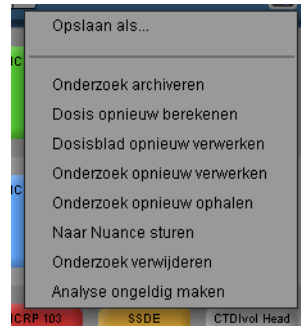 Opslaan als...
Onderzoek archiveren
Dosis opnieuw berekenen
Dosisblad opnieuw verwerken
Onderzoek opnieuw verwerken
Onderzoek opnieuw ophalen
Naar Nuance sturen
Onderzoek verwijderen
Analyse ongeldig maken
ICRP 103 SSDE CTDIvol Head